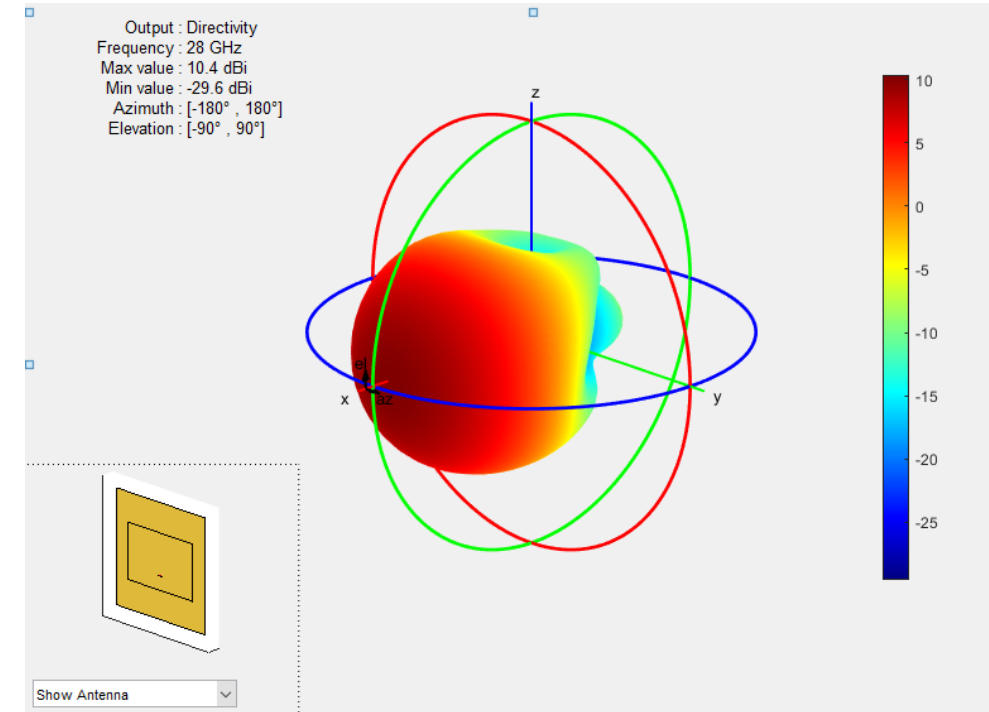 Output : Directivity
Frequency : 28 GHz
Max value : 10.4 dBi
Min value : -29.6 dBi
Azimuth : [-180° , 180°]
Elevation : [-90° , 90°]
z
x
el
az
y
10
5
0
-5
-10
-15
-20
-25
Show Antenna